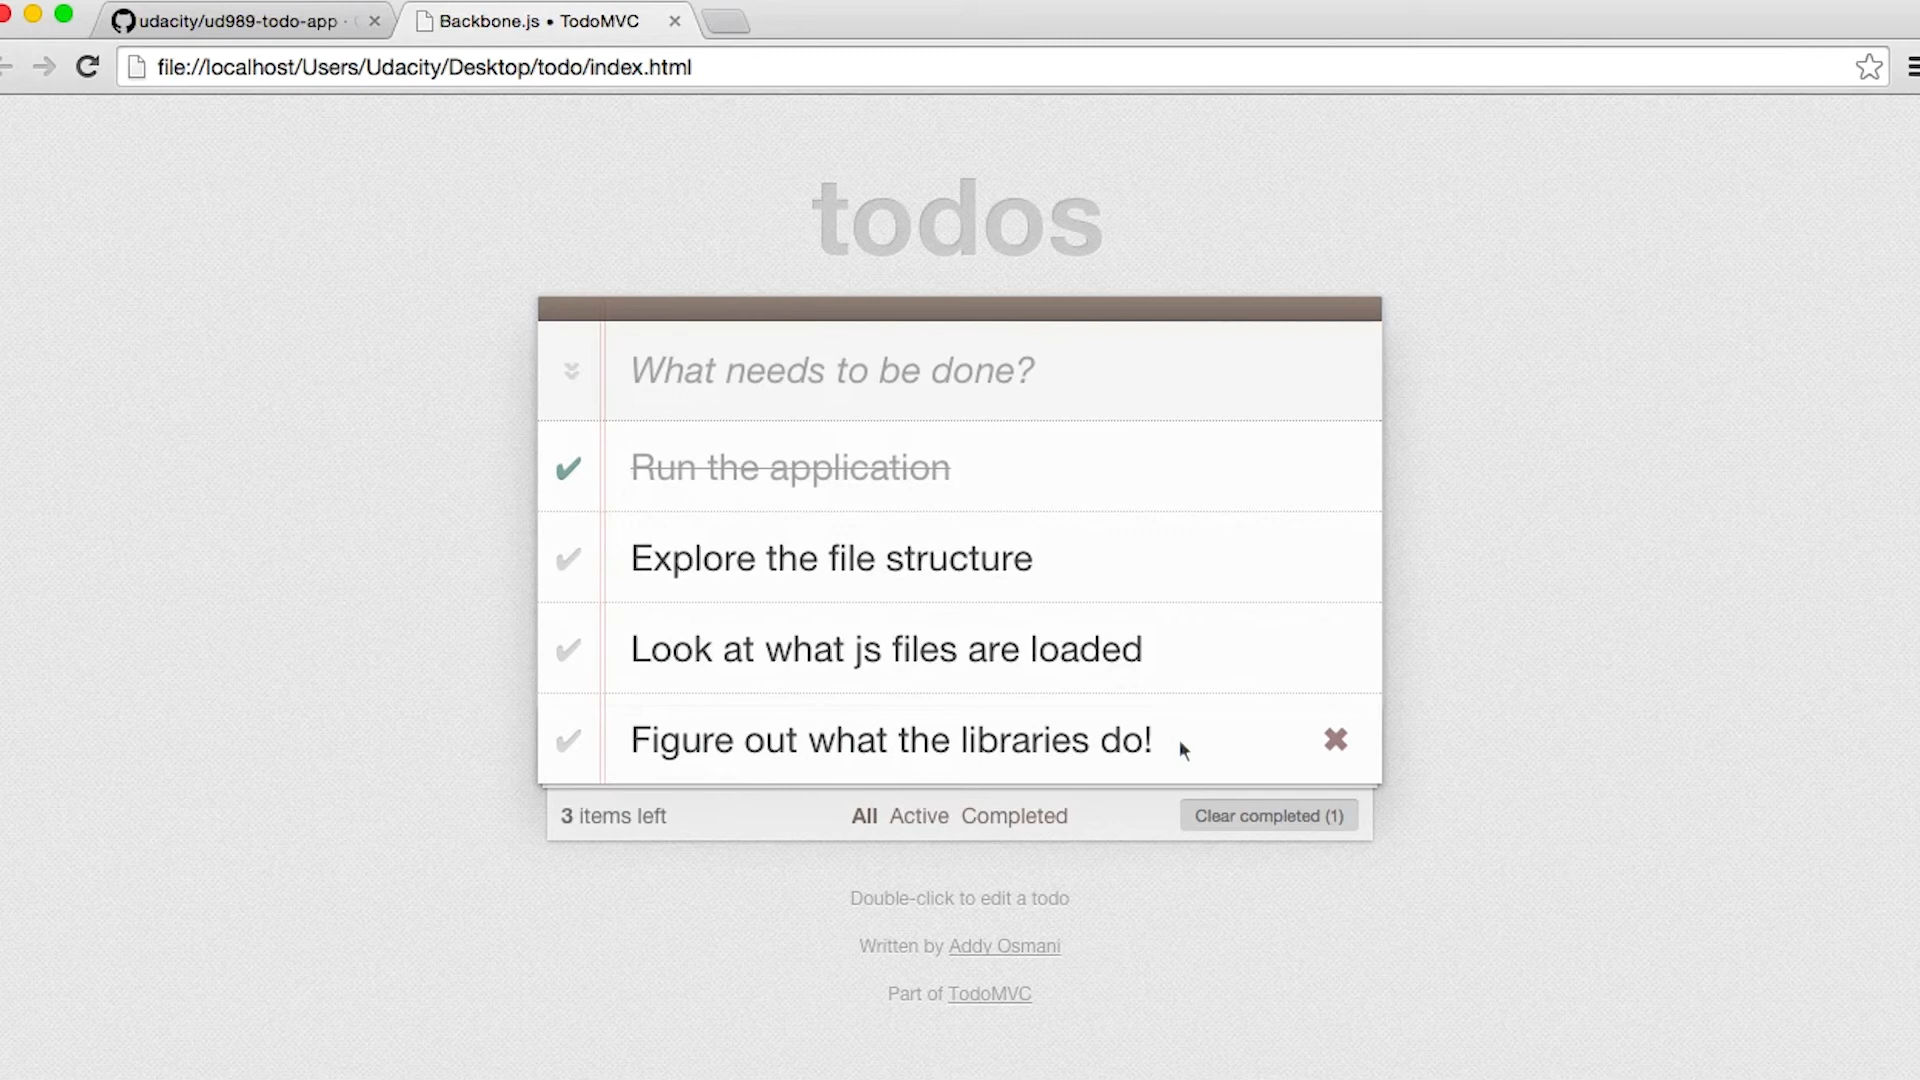 udacity/ud989-todo-app ·
Backbone.js • TodoMVC
file://localhost/Users/Udacity/Desktop/todo/index.html
todos
What needs to be done?
Run the application
Explore the file structure
Look at what js files are loaded
Figure out what the libraries do!
3 items left
All Active Completed
Clear completed (1)
Double-click to edit a todo
Written by Addy Osmani
Part of TodoMVC